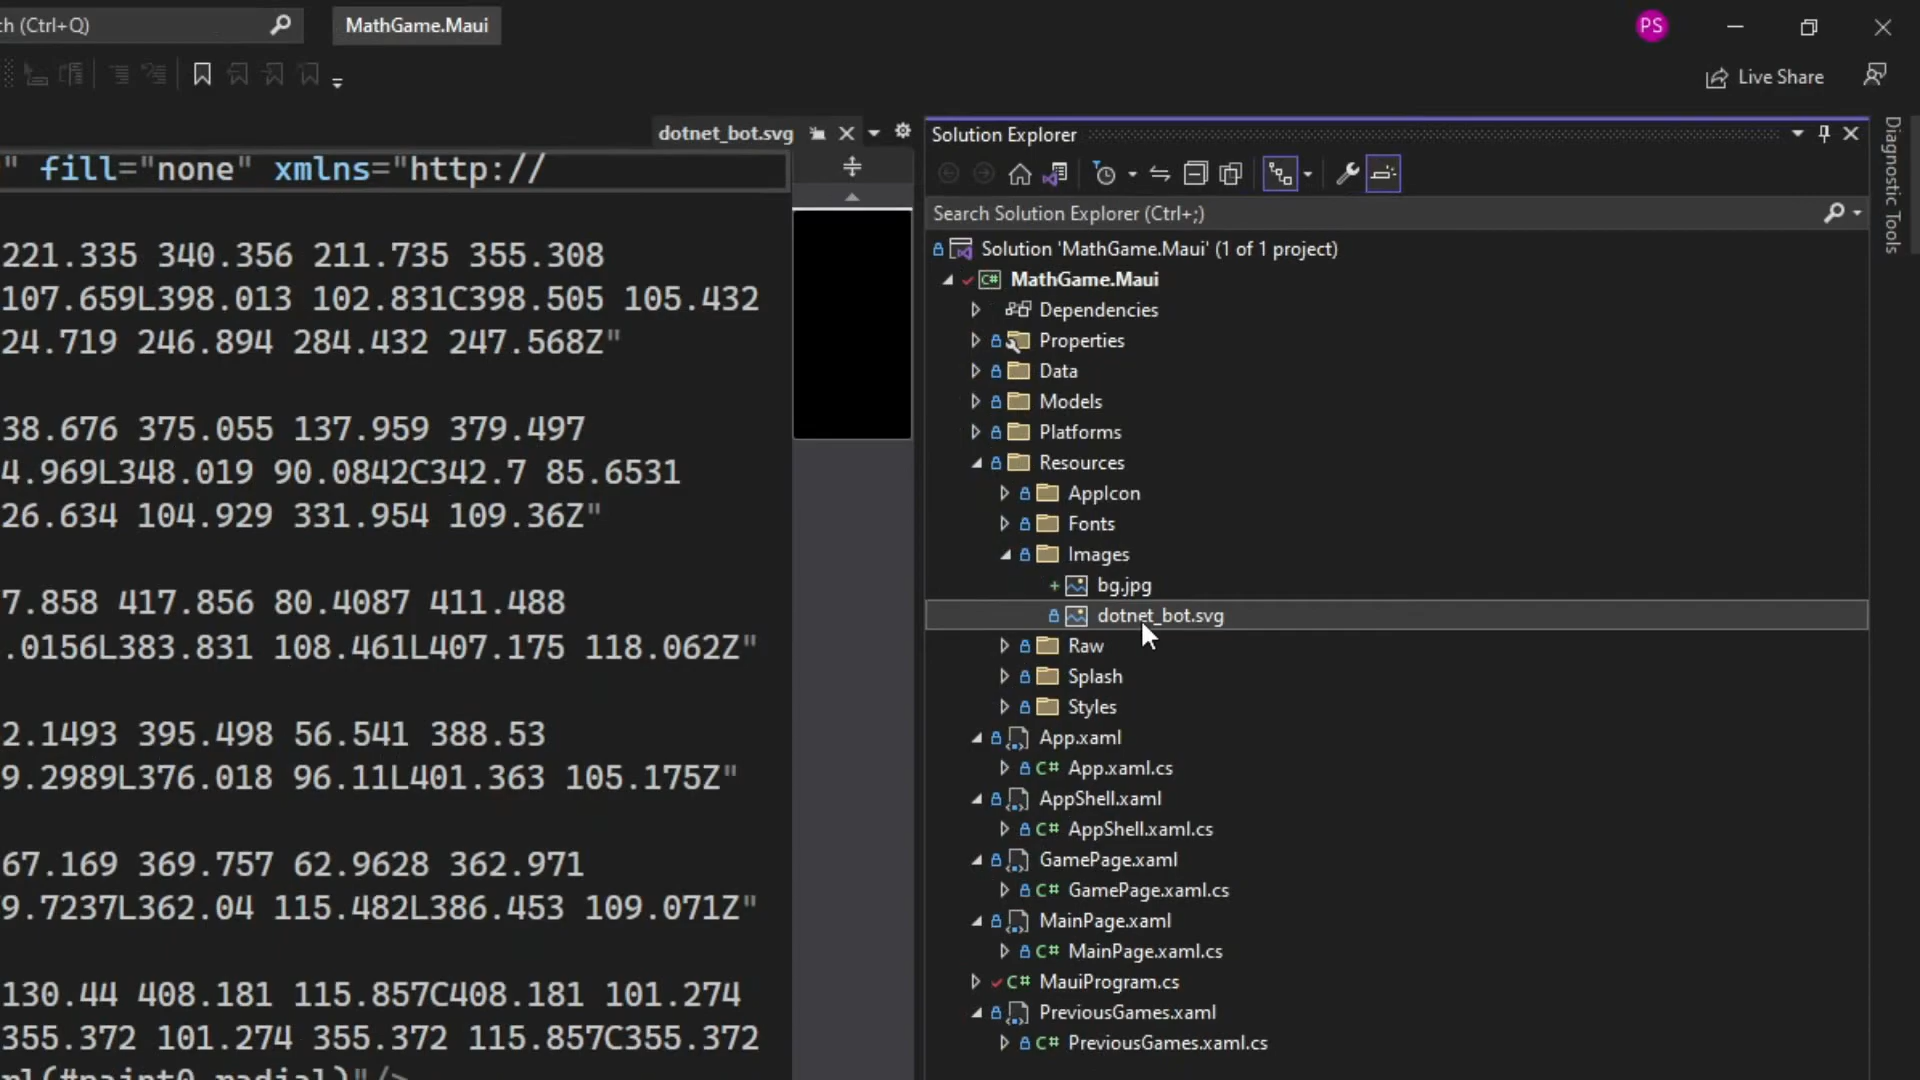 ch (Ctrl+Q)
MathGame.Maui
PS
Live Share
dotnet_bot.svg
" fill="none" xmlns="http://
221.335 340.356 211.735 355.308
107.659L398.013 102.831C398.505 105.432
24.719 246.894 284.432 247.568Z"
38.676 375.055 137.959 379.497
4.969L348.019 90.0842C342.7 85.6531
26.634 104.929 331.954 109.36Z"
7.858 417.856 80.4087 411.488
.0156L383.831 108.461L407.175 118.062Z"
2.1493 395.498 56.541 388.53
9.2989L376.018 96.11L401.363 105.175Z"
67.169 369.757 62.9628 362.971
9.7237L362.04 115.482L386.453 109.071Z"
130.44 408.181 115.857C408.181 101.274
355.372 101.274 355.372 115.857C355.372
rl(#paint0_radial)"/>
Solution Explorer
Search Solution Explorer (Ctrl+;)
Solution 'MathGame.Maui' (1 of 1 project)
C# MathGame.Maui
Dependencies
Properties
Data
Models
Platforms
Resources
AppIcon
Fonts
Images
bg.jpg
dotnet_bot.svg
Raw
Splash
Styles
App.xaml
C# App.xaml.cs
AppShell.xaml
C# AppShell.xaml.cs
GamePage.xaml
C# GamePage.xaml.cs
MainPage.xaml
C# MainPage.xaml.cs
C# MauiProgram.cs
PreviousGames.xaml
C# PreviousGames.xaml.cs
Diagnostic Tools